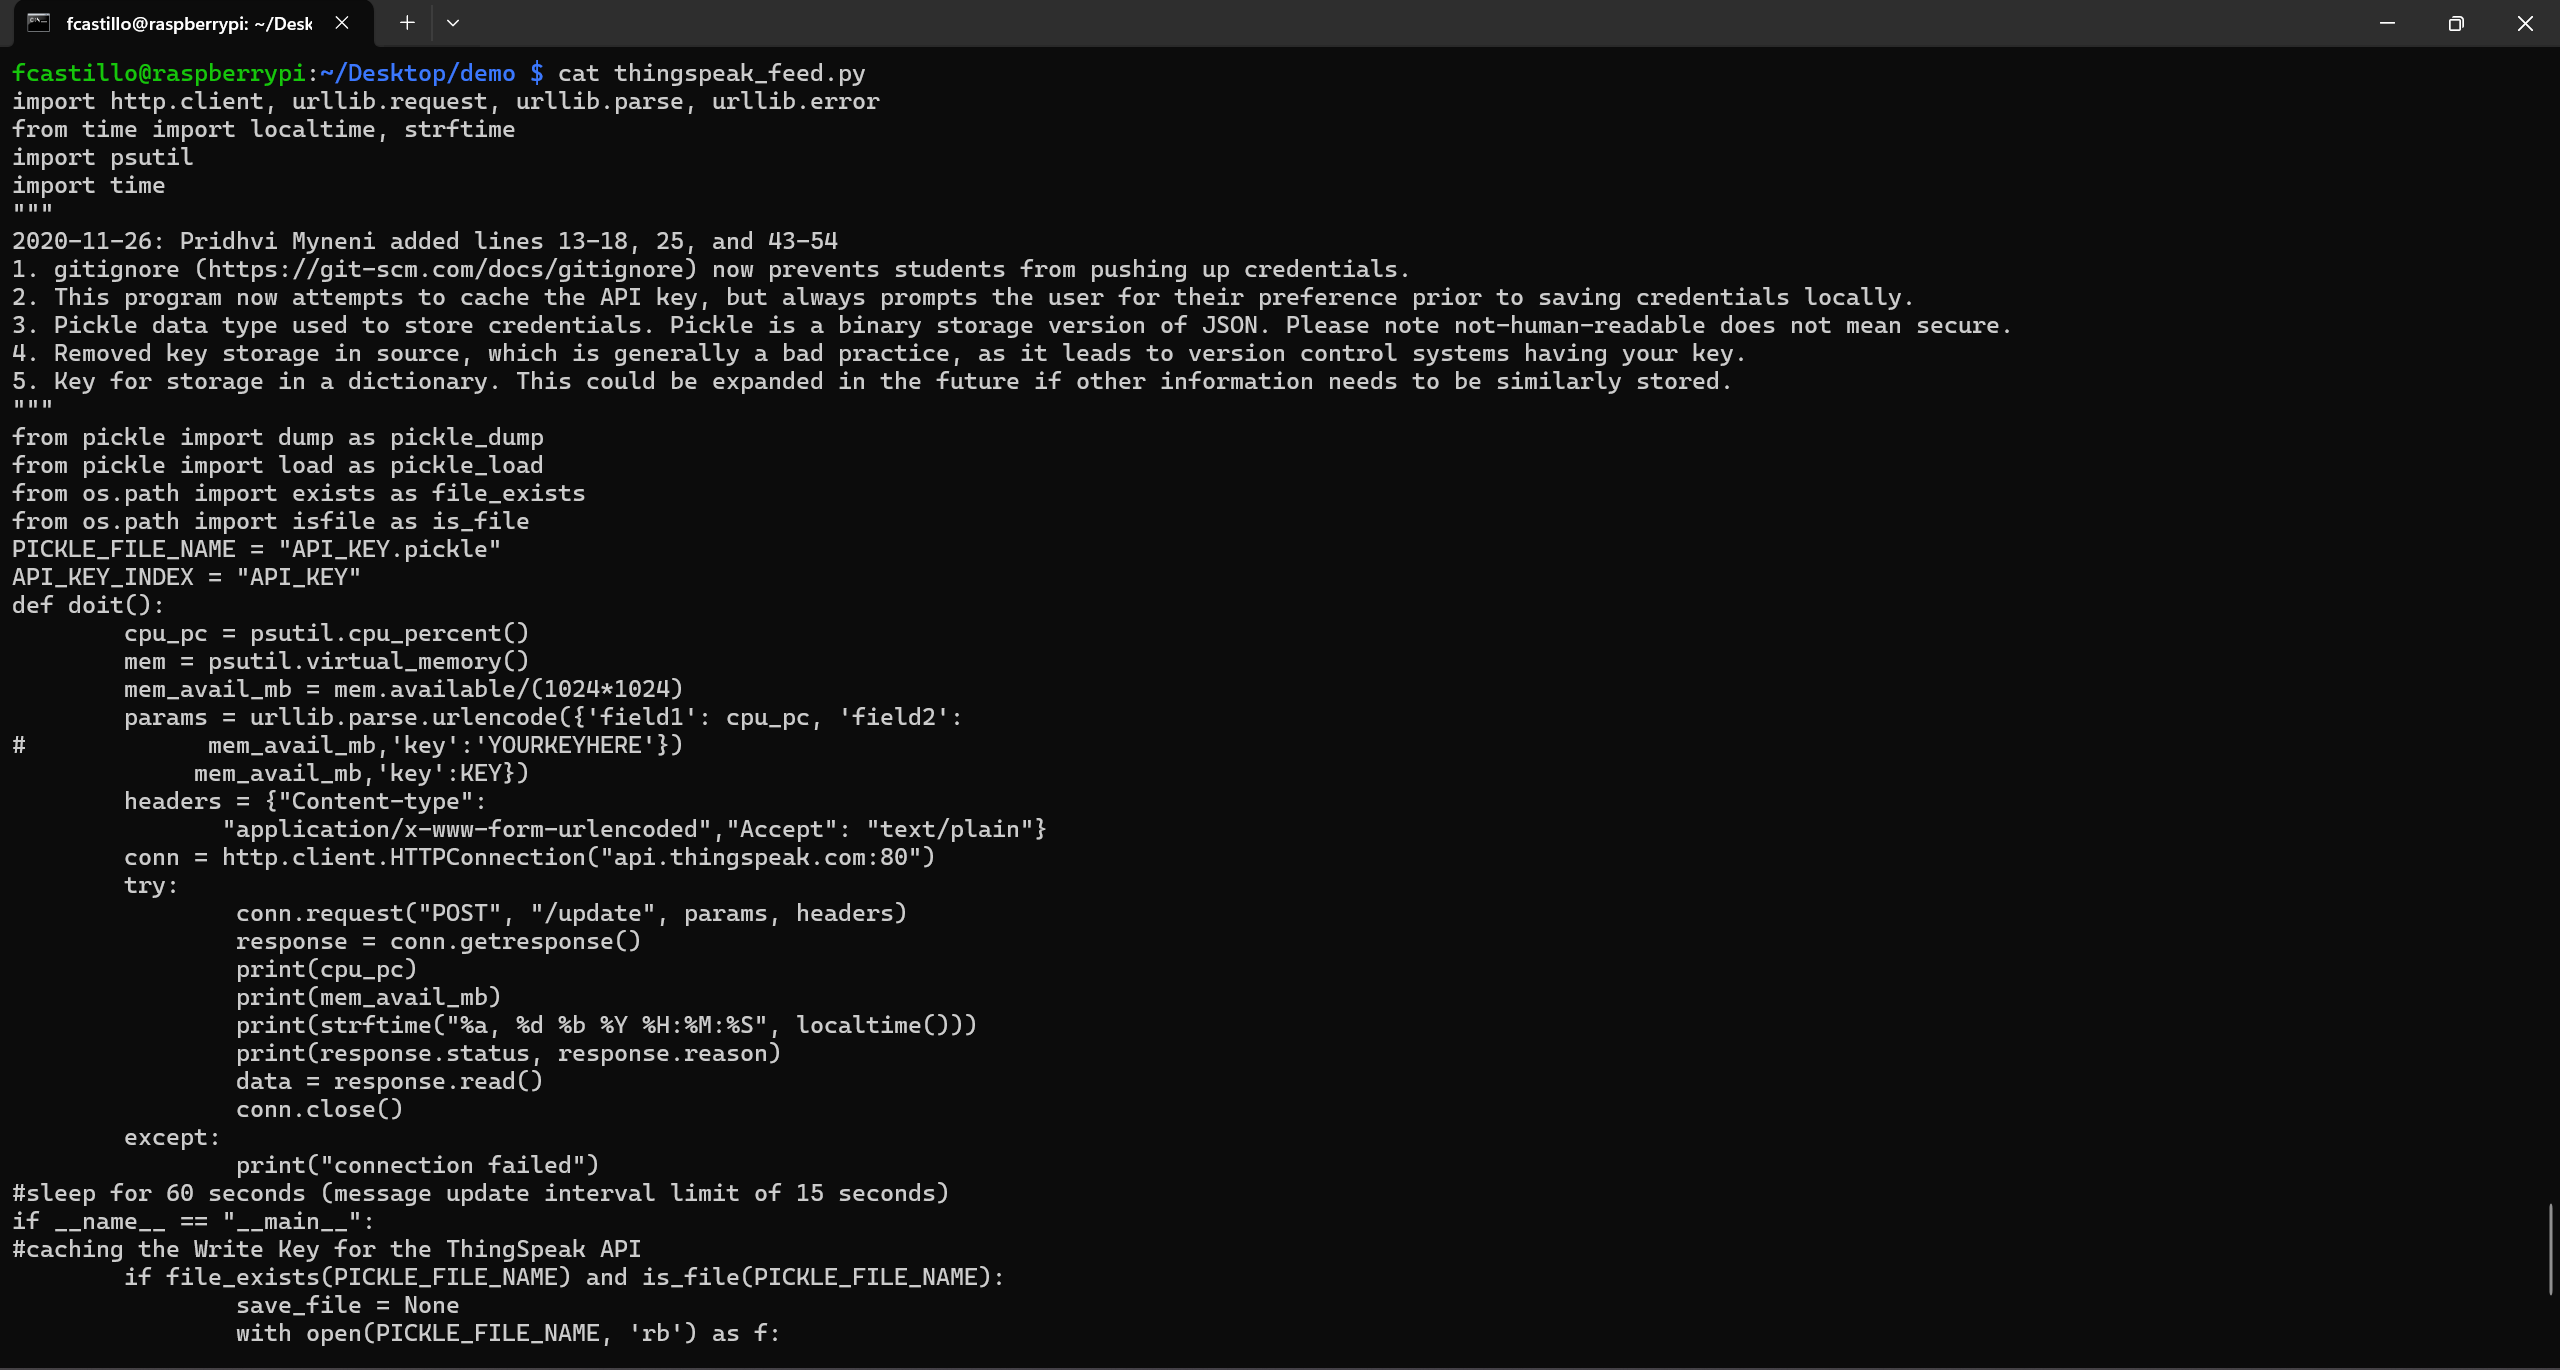 fcastillo@raspberrypi: ~/Desk
fcastillo@raspberrypi:~/Desktop/demo $ cat thingspeak_feed.py
import http.client, urllib.request, urllib.parse, urllib.error
from time import localtime, strftime
import psutil
import time
"""
2020-11-26: Pridhvi Myneni added lines 13-18, 25, and 43-54
1. gitignore (https://git-scm.com/docs/gitignore) now prevents students from pushing up credentials.
2. This program now attempts to cache the API key, but always prompts the user for their preference prior to saving credentials locally.
3. Pickle data type used to store credentials. Pickle is a binary storage version of JSON. Please note not-human-readable does not mean secure.
4. Removed key storage in source, which is generally a bad practice, as it leads to version control systems having your key.
5. Key for storage in a dictionary. This could be expanded in the future if other information needs to be similarly stored.
"""
from pickle import dump as pickle_dump
from pickle import load as pickle_load
from os.path import exists as file_exists
from os.path import isfile as is_file
PICKLE_FILE_NAME = "API_KEY.pickle"
API_KEY_INDEX = "API_KEY"
def doit():
        cpu_pc = psutil.cpu_percent()
        mem = psutil.virtual_memory()
        mem_avail_mb = mem.available/(1024*1024)
        params = urllib.parse.urlencode({'field1': cpu_pc, 'field2':
#             mem_avail_mb,'key':'YOURKEYHERE'})
             mem_avail_mb,'key':KEY})
        headers = {"Content-type":
               "application/x-www-form-urlencoded","Accept": "text/plain"}
        conn = http.client.HTTPConnection("api.thingspeak.com:80")
        try:
                conn.request("POST", "/update", params, headers)
                response = conn.getresponse()
                print(cpu_pc)
                print(mem_avail_mb)
                print(strftime("%a, %d %b %Y %H:%M:%S", localtime()))
                print(response.status, response.reason)
                data = response.read()
                conn.close()
        except:
                print("connection failed")
#sleep for 60 seconds (message update interval limit of 15 seconds)
if __name__ == "__main__":
#caching the Write Key for the ThingSpeak API
        if file_exists(PICKLE_FILE_NAME) and is_file(PICKLE_FILE_NAME):
                save_file = None
                with open(PICKLE_FILE_NAME, 'rb') as f: